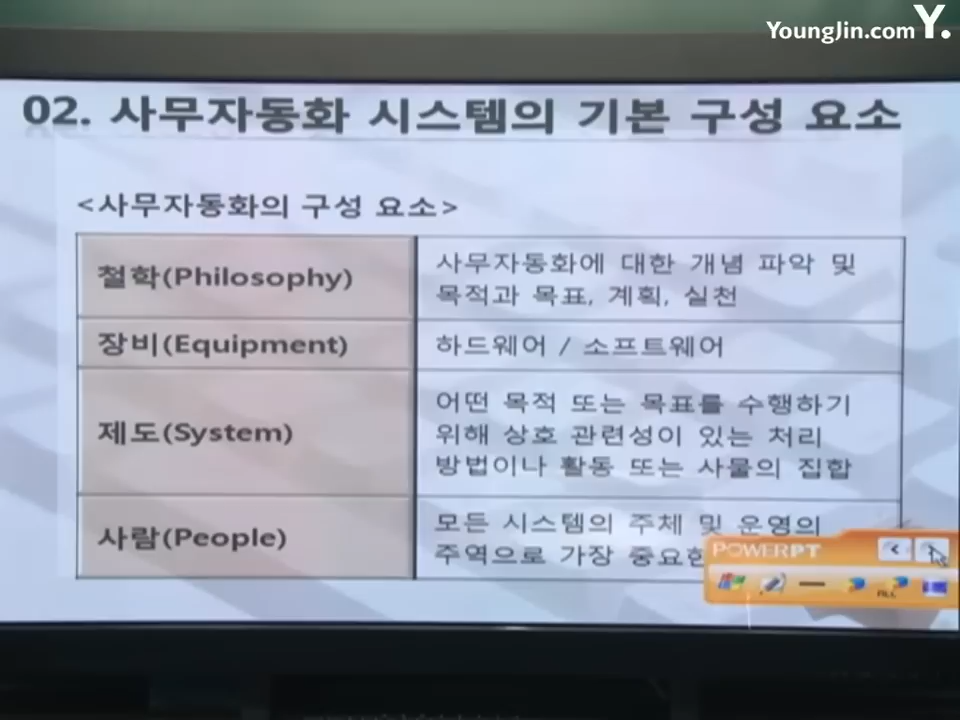 YoungJin.com Y.
02. 사무자동화 시스템의 기본 구성 요소
<사무자동화의 구성 요소>
철학(Philosophy)
사무자동화에 대한 개념 파악 및
목적과 목표, 계획, 실천
장비(Equipment)
하드웨어 / 소프트웨어
제도(System)
어떤 목적 또는 목표를 수행하기
위해 상호 관련성이 있는 처리
방법이나 활동 또는 사물의 집합
사람(People)
모든 시스템의 주체 및 운영의
주역으로 가장 중요한
POWERPT